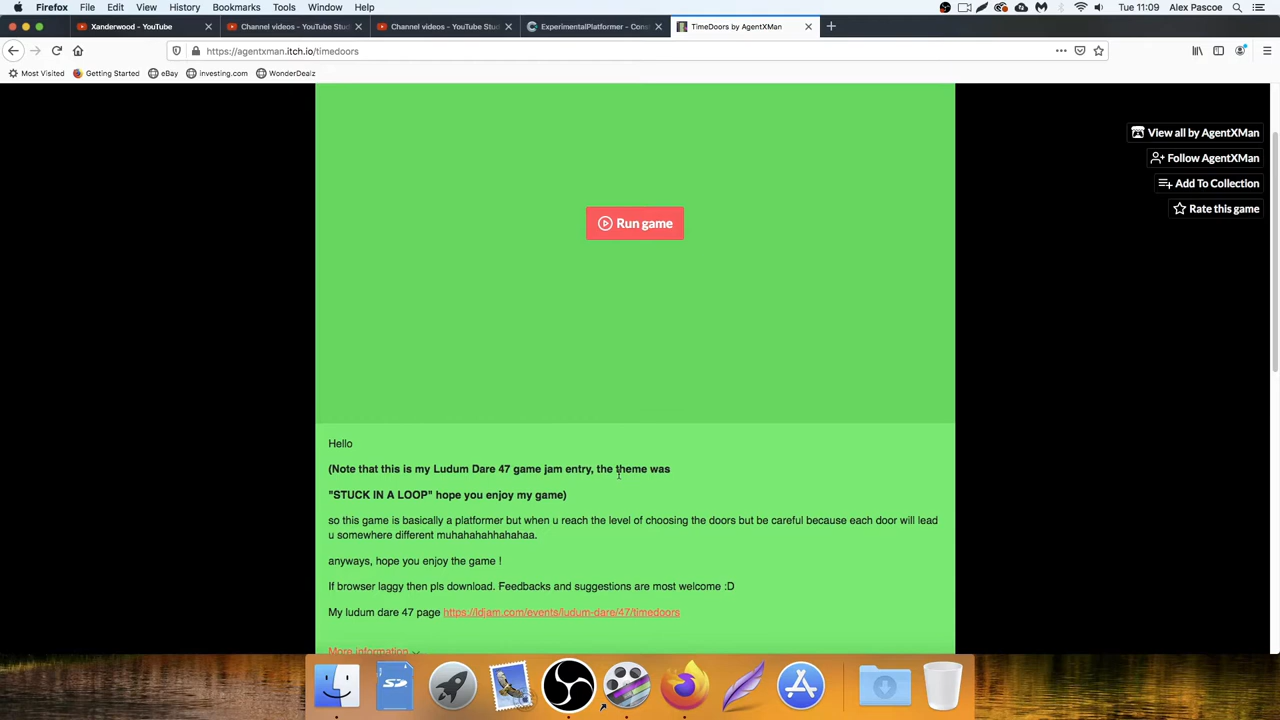 Firefox File Edit View History Bookmarks Tools Window Help Tue 11:09 Alex Pascoe
Xanderwood - YouTube
Channel videos - YouTube Stud
Channel videos - YouTube Stud
ExperimentalPlatformer - Cons
TimeDoors by AgentXMan
https://agentxman.itch.io/timedoors
Most Visited Getting Started eBay investing.com WonderDealz
View all by AgentXMan
Follow AgentXMan
Add To Collection
Rate this game
Run game
Hello
(Note that this is my Ludum Dare 47 game jam entry, the theme was
"STUCK IN A LOOP" hope you enjoy my game)
so this game is basically a platformer but when u reach the level of choosing the doors but be careful because each door will lead
u somewhere different muhahahahhahahaa.
anyways, hope you enjoy the game !
If browser laggy then pls download. Feedbacks and suggestions are most welcome :D
My ludum dare 47 page https://ldjam.com/events/ludum-dare/47/timedoors
More information